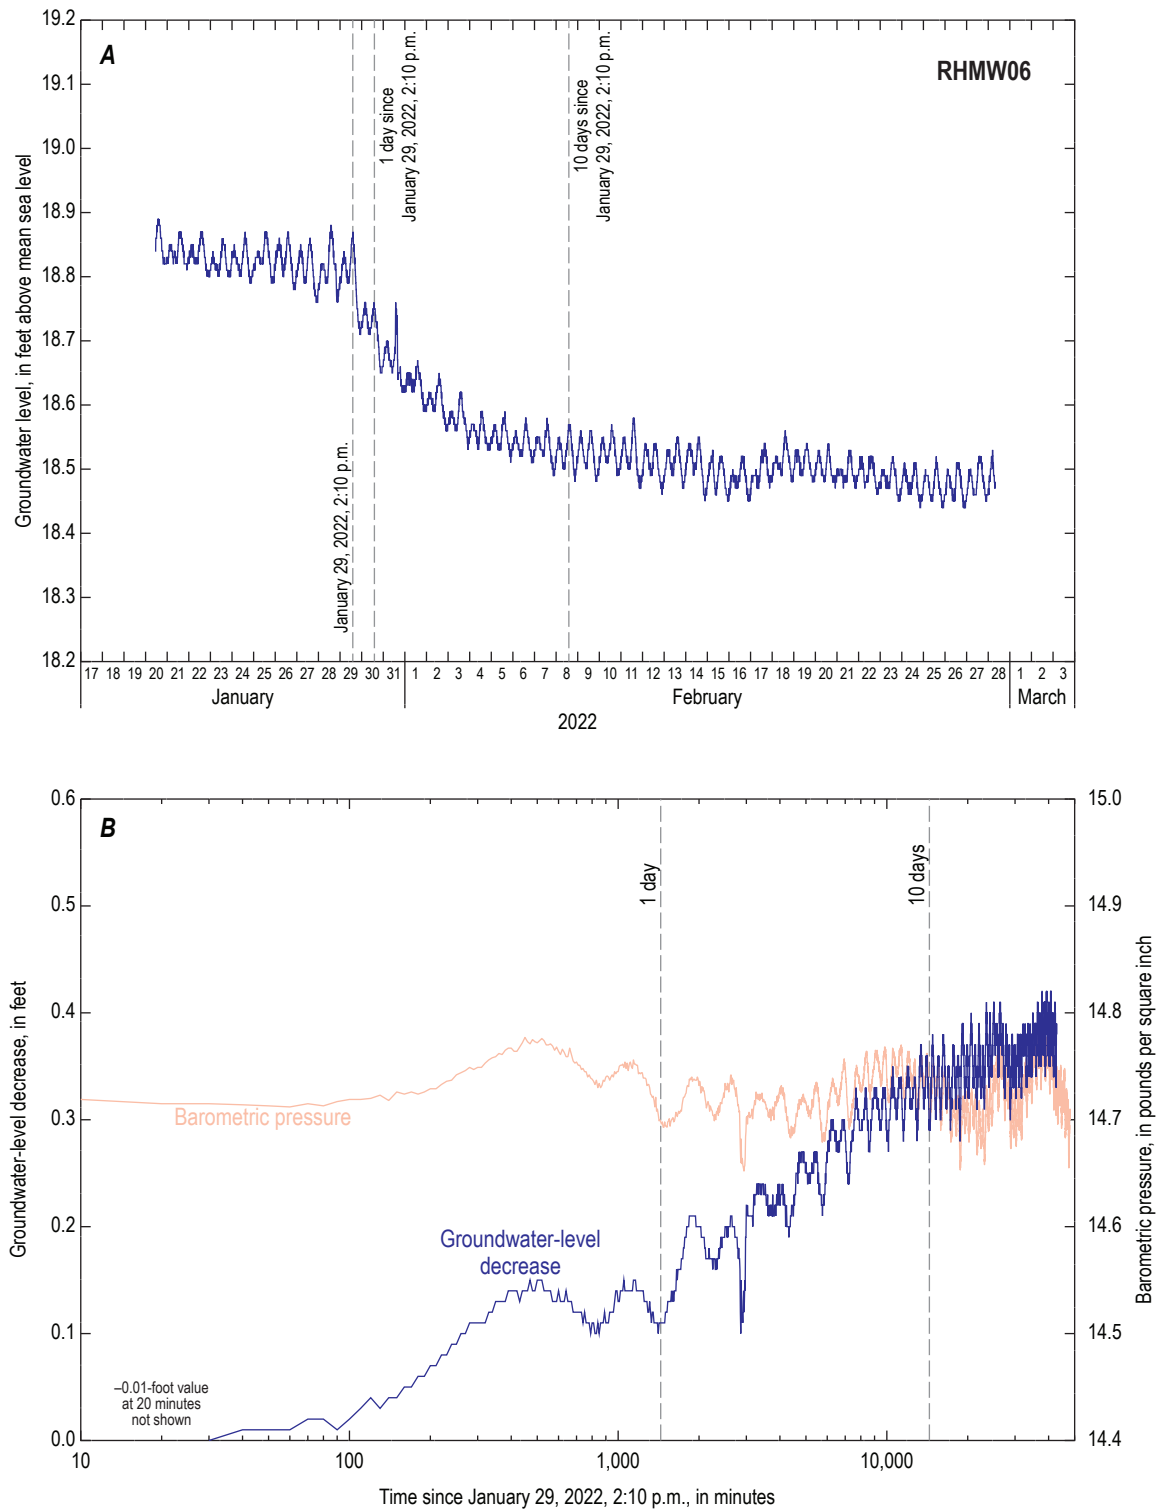 A
RHMW06
19.2
19.1
19.0
18.9
18.8
18.7
18.6
18.5
18.4
18.3
18.2
Groundwater level, in feet above mean sea level
January 29, 2022, 2:10 p.m.
1 day since
January 29, 2022, 2:10 p.m.
10 days since
January 29, 2022, 2:10 p.m.
17 18 19 20 21 22 23 24 25 26 27 28 29 30 31 1 2 3 4 5 6 7 8 9 10 11 12 13 14 15 16 17 18 19 20 21 22 23 24 25 26 27 28 1 2 3
January February March
2022
B
0.6
0.5
0.4
0.3
0.2
0.1
0.0
Groundwater-level decrease, in feet
15.0
14.9
14.8
14.7
14.6
14.5
14.4
Barometric pressure, in pounds per square inch
1 day
10 days
Barometric pressure
Groundwater-level
decrease
–0.01-foot value
at 20 minutes
not shown
10 100 1,000 10,000
Time since January 29, 2022, 2:10 p.m., in minutes